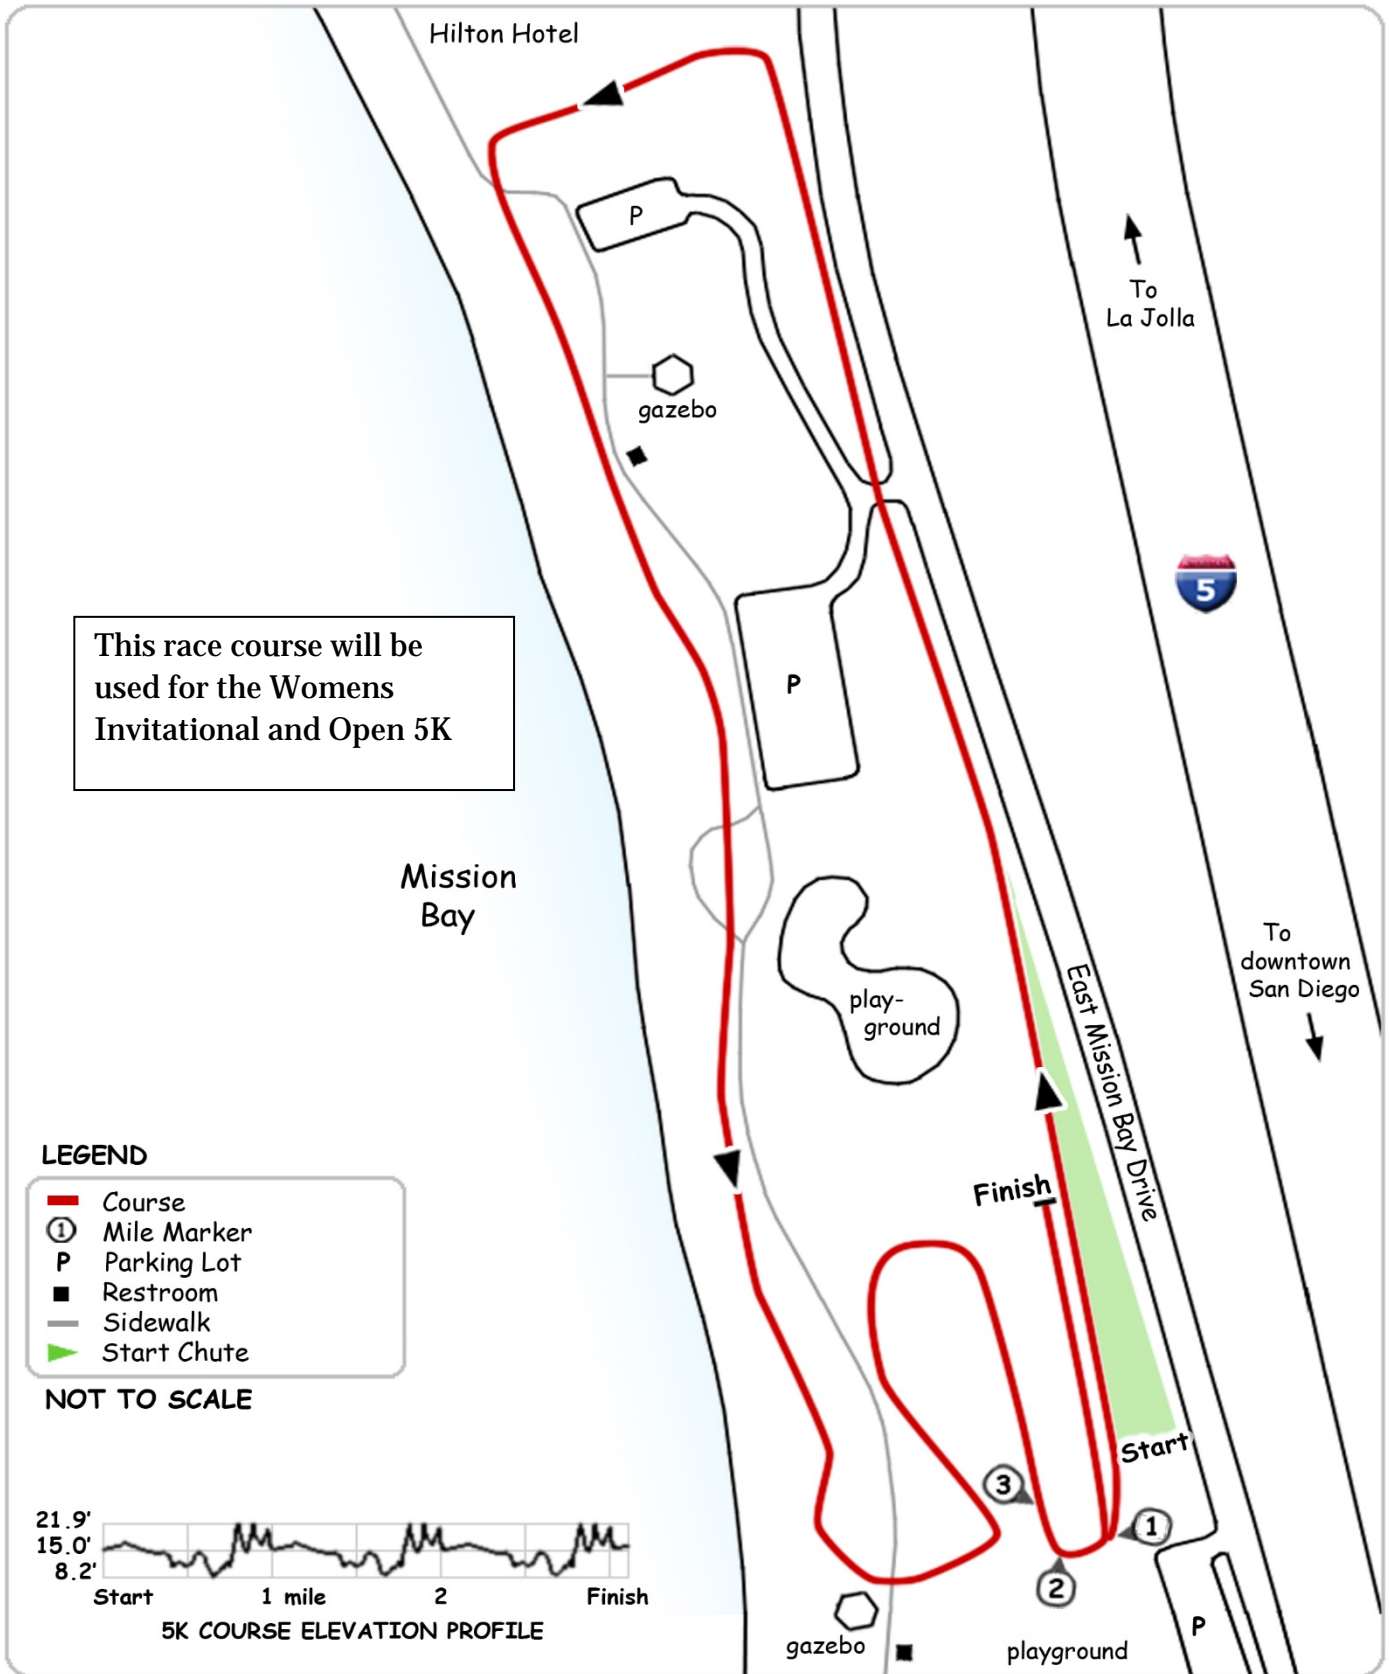 Hilton Hotel
P
gazebo
To
La Jolla
5
This race course will be
used for the Womens
Invitational and Open 5K
P
Mission
Bay
To
downtown
San Diego
play-
ground
East Mission Bay Drive
LEGEND
Course
1 Mile Marker
P Parking Lot
Restroom
Sidewalk
Start Chute
NOT TO SCALE
Finish
Start
3
1
2
21.9'
15.0'
8.2'
Start 1 mile 2 Finish
5K COURSE ELEVATION PROFILE
gazebo
playground
P